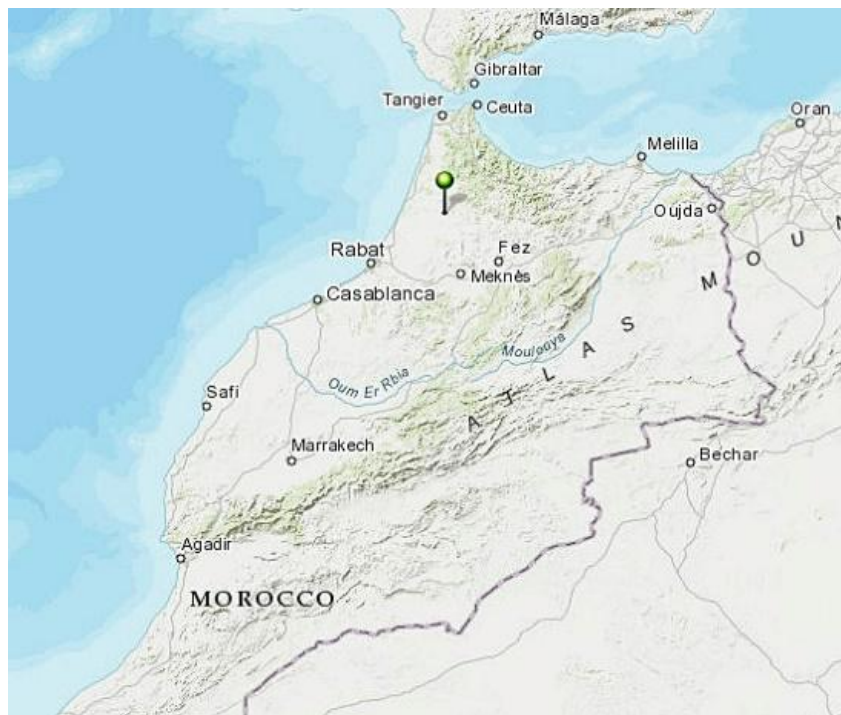 Málaga
Gibraltar
Tangier
Ceuta
Oran
Melilla
Oujda
Rabat
Fez
Meknès
Casablanca
ATLAS MOUN
Moulouya
Oum Er Rbia
Safi
Marrakech
Bechar
Agadir
MOROCCO